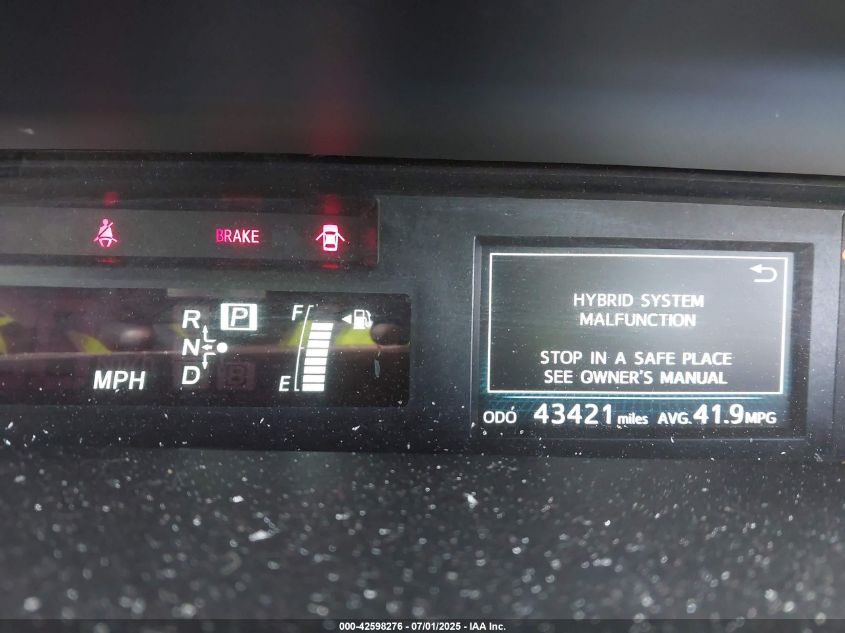 BRAKE
R P
N
D B
MPH
F
E
HYBRID SYSTEM
MALFUNCTION
STOP IN A SAFE PLACE
SEE OWNER'S MANUAL
ODO 43421 miles AVG. 41.9 MPG
000-42598276 - 07/01/2025 - IAA Inc.